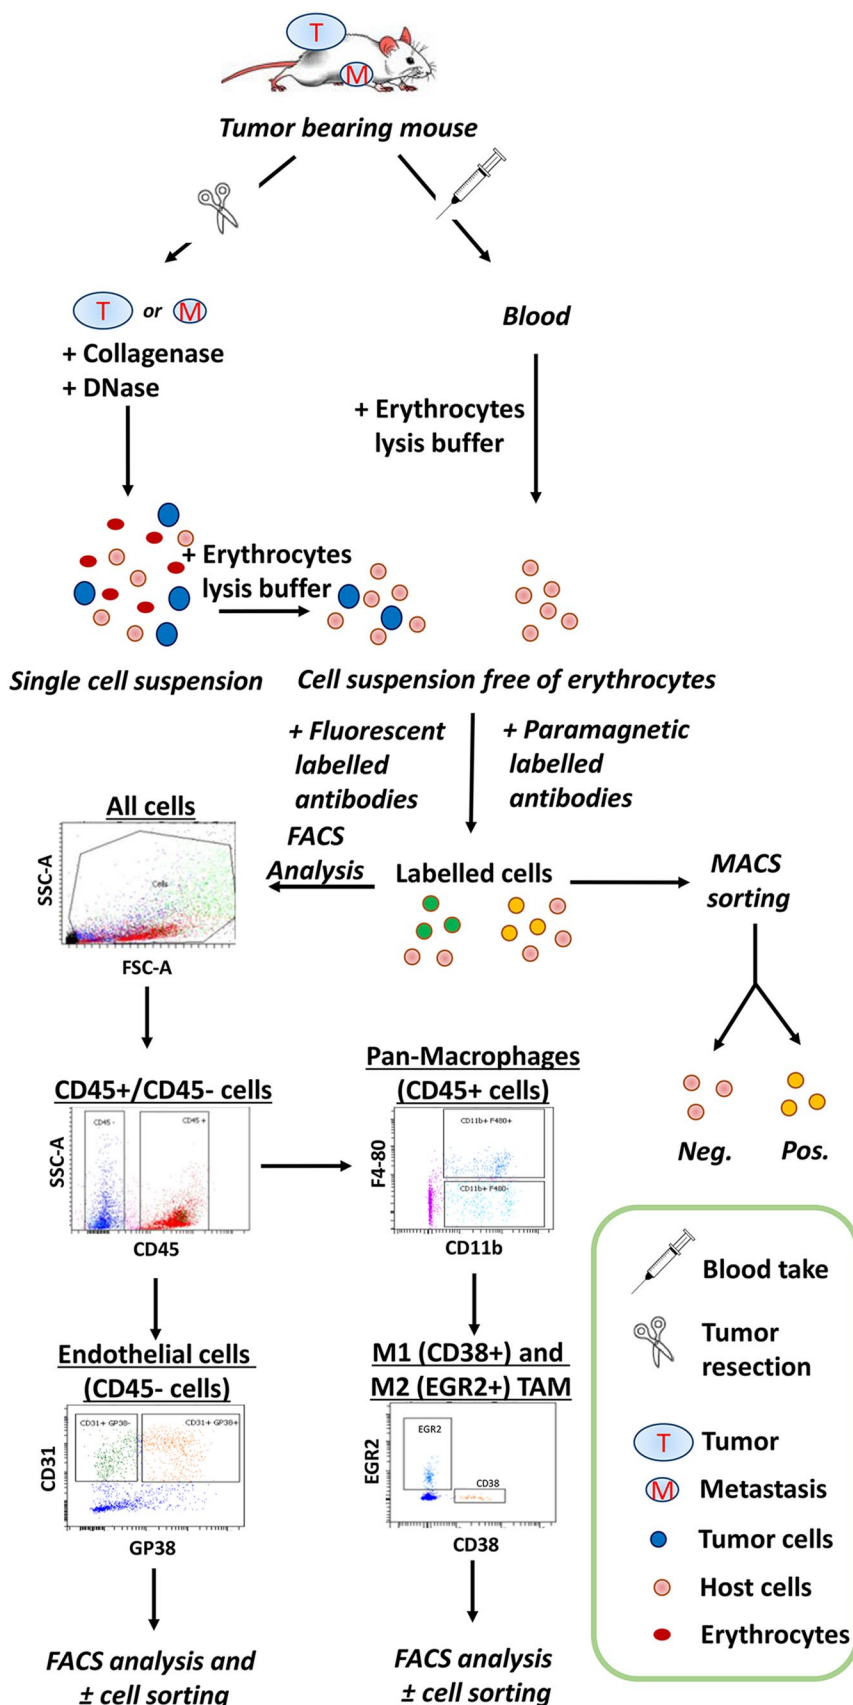 T
M
Tumor bearing mouse
T or M
+ Collagenase
+ DNase
Blood
+ Erythrocytes
lysis buffer
+ Erythrocytes
lysis buffer
Single cell suspension
Cell suspension free of erythrocytes
+ Fluorescent
labelled
antibodies
+ Paramagnetic
labelled
antibodies
All cells
SSC-A
Cells
FSC-A
FACS
Analysis
Labelled cells
MACS
sorting
Neg.
Pos.
CD45+/CD45- cells
SSC-A
CD45 -
CD45 +
CD45
Pan-Macrophages
(CD45+ cells)
F4-80
CD11b+ F480+
CD11b+ F480-
CD11b
Endothelial cells
(CD45- cells)
CD31
CD31+ GP38-
CD31+ GP38+
GP38
M1 (CD38+) and
M2 (EGR2+) TAM
EGR2
EGR2
CD38
CD38
FACS analysis and
± cell sorting
FACS analysis
± cell sorting
Blood take
Tumor
resection
T Tumor
M Metastasis
Tumor cells
Host cells
Erythrocytes